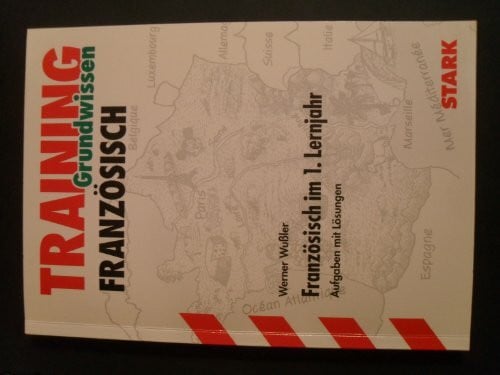 TRAINING
Grundwissen
FRANZÖSISCH
Luxembourg
Allemagne
Suisse
Italie
Belgique
Paris
Marseille
Mer Méditerranée
Océan Atlantique
Espagne
Werner Wußler
Französisch im 1. Lernjahr
Aufgaben mit Lösungen
STARK